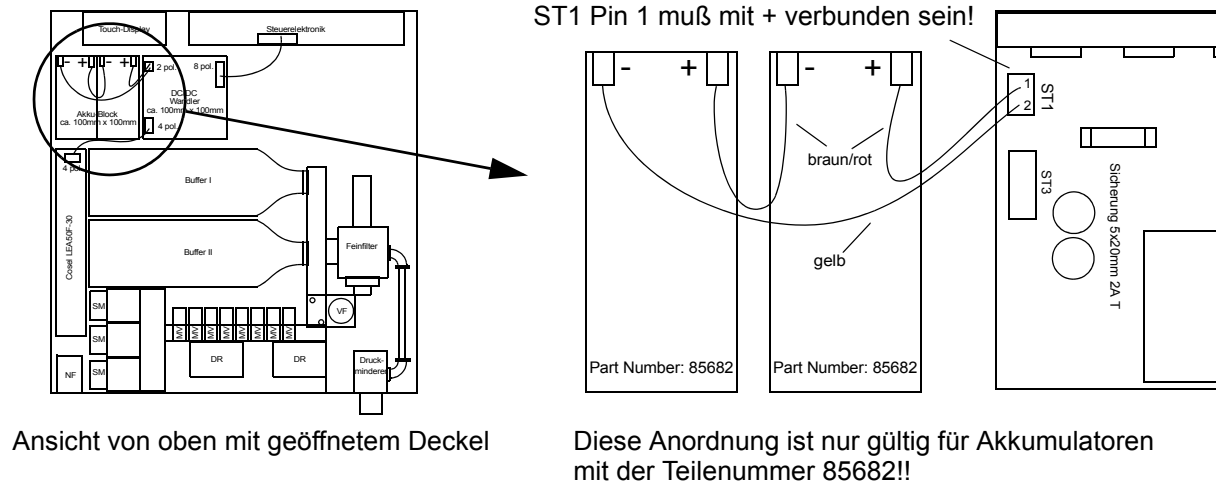 Touch-Display
Steuerelektronik
- + - +
2 pol.
8 pol.
DC/DC
Wandler
ca. 100mm x 100mm
Akku-Block
ca. 100mm x 100mm
4 pol.
4 pol.
Cosel LEA50F-30
Buffer I
Buffer II
Feinfilter
SM
SM
SM
MV MV MV MV MV MV MV MV
VF
DR
DR
NF
Druck-
minderer
Ansicht von oben mit geöffnetem Deckel
ST1 Pin 1 muß mit + verbunden sein!
- + - +
1
2
ST1
braun/rot
ST3
gelb
Sicherung 5x20mm 2A T
Part Number: 85682
Part Number: 85682
Diese Anordnung ist nur gültig für Akkumulatoren
mit der Teilenummer 85682!!